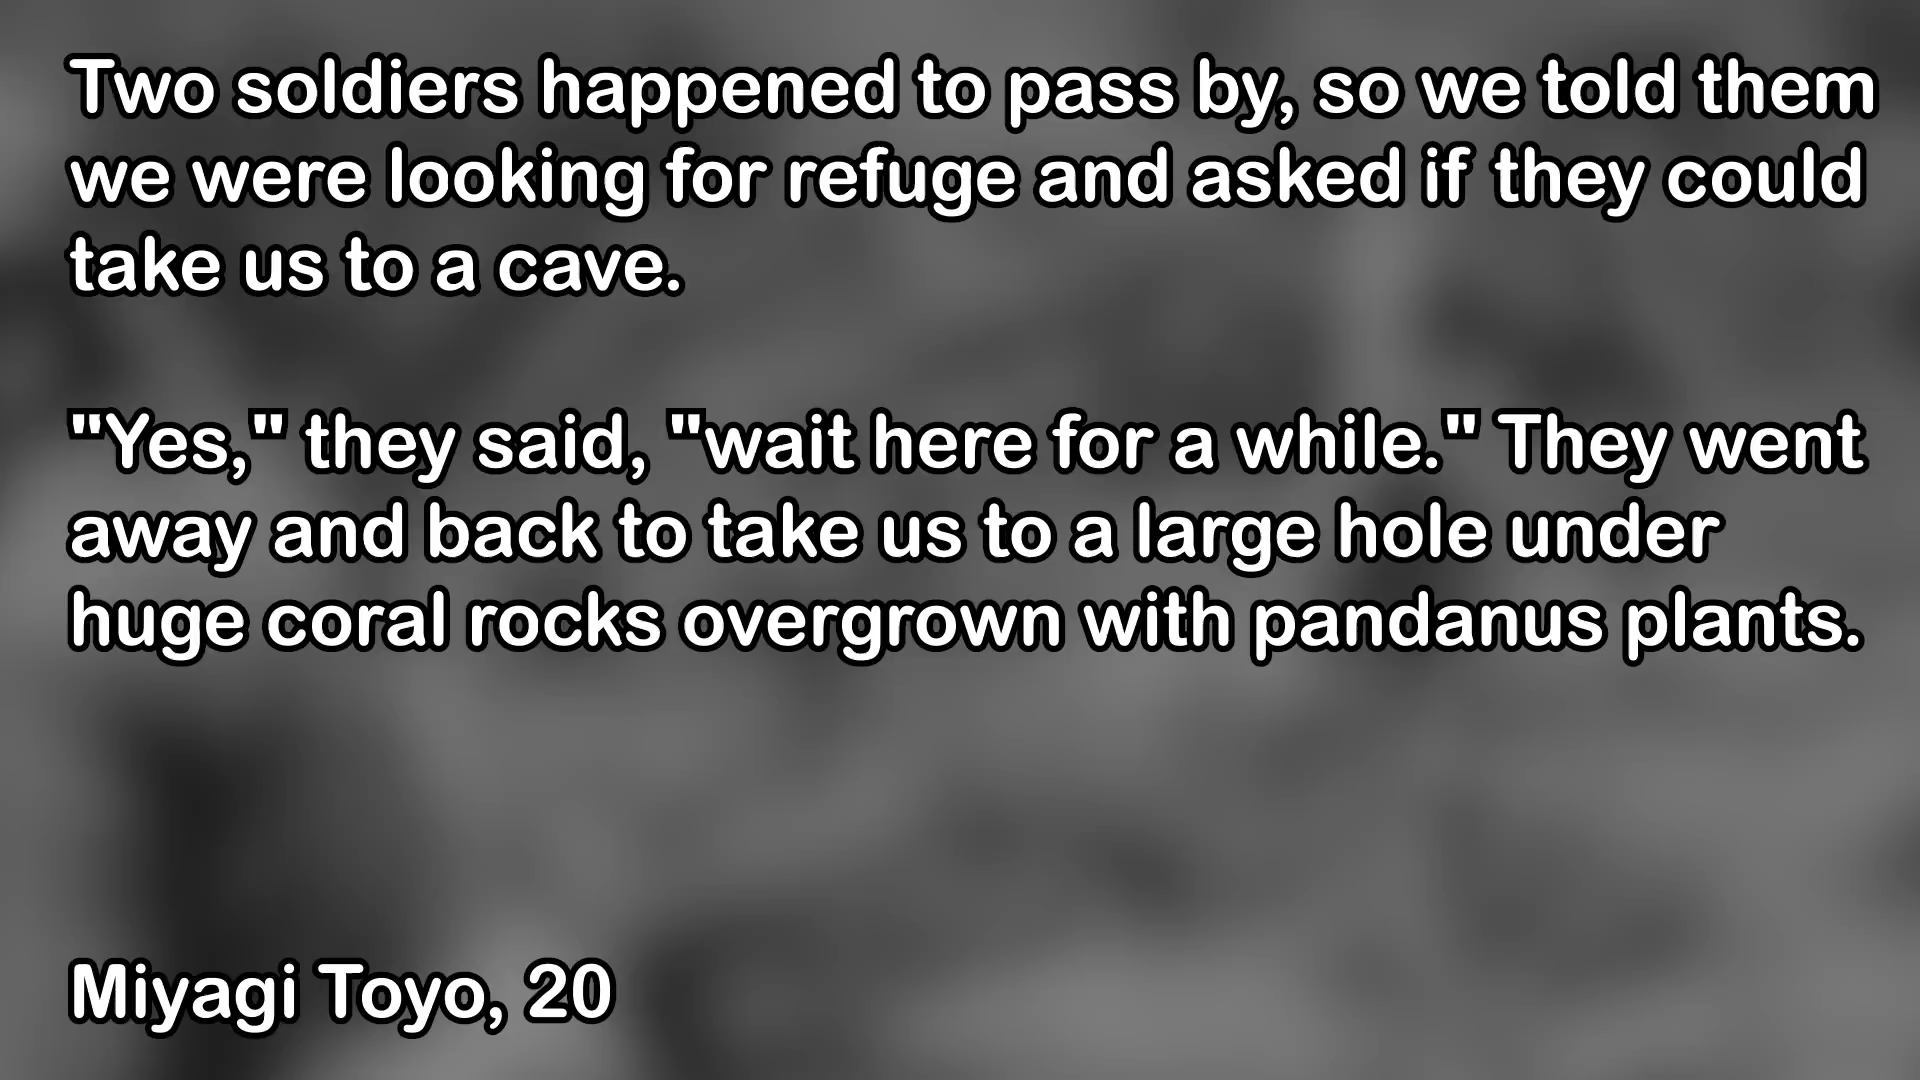 Two soldiers happened to pass by, so we told them
we were looking for refuge and asked if they could
take us to a cave.
"Yes," they said, "wait here for a while." They went
away and back to take us to a large hole under
huge coral rocks overgrown with pandanus plants.
Miyagi Toyo, 20